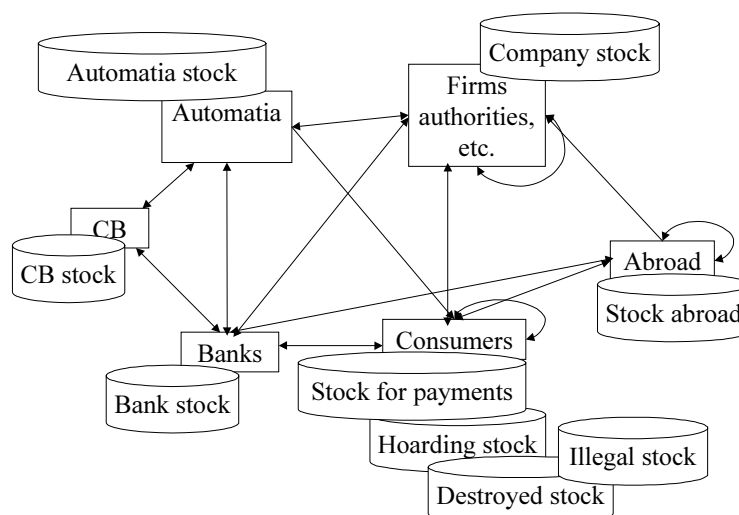 Company stock
Automatia stock
Firms
authorities,
etc.
Automatia
CB
CB stock
Abroad
Stock abroad
Banks
Consumers
Bank stock
Stock for payments
Hoarding stock
Illegal stock
Destroyed stock